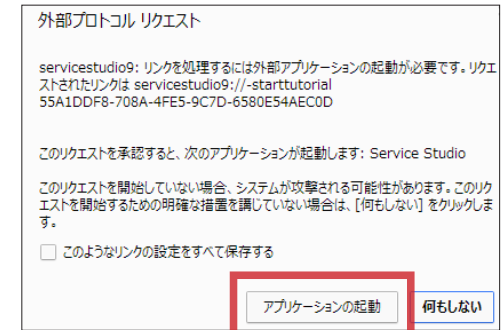 外部プロトコル リクエスト
servicestudio9: リンクを処理するには外部アプリケーションの起動が必要です。リクエ
ストされたリンクは servicestudio9://-starttutorial
55A1DDF8-708A-4FE5-9C7D-6580E54AEC0D
このリクエストを承認すると、次のアプリケーションが起動します: Service Studio
このリクエストを開始していない場合、システムが攻撃される可能性があります。このリク
エストを開始するための明確な措置を講じていない場合は、[何もしない] をクリックしま
す。
このようなリンクの設定をすべて保存する
アプリケーションの起動 何もしない